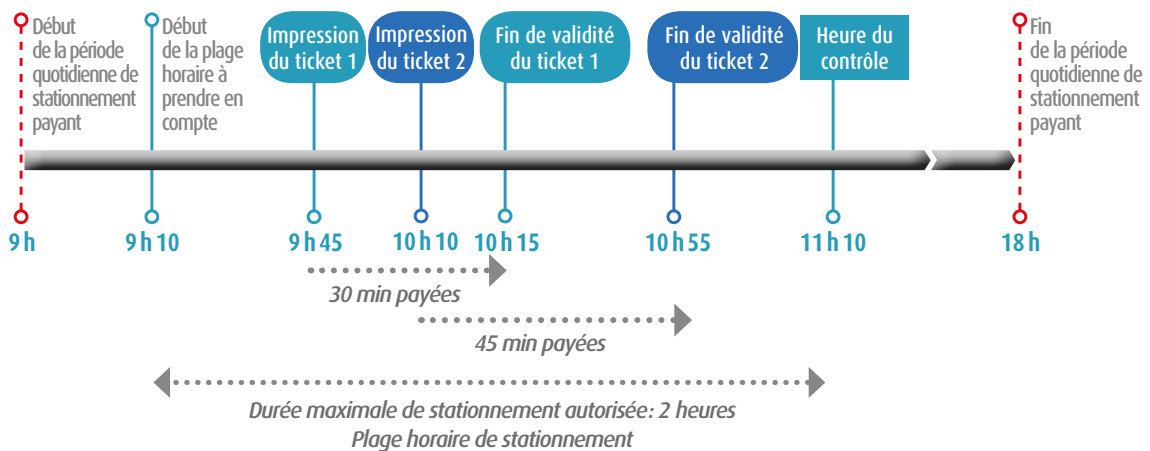 Début
de la période
quotidienne de
stationnement
payant
Début
de la plage
horaire à
prendre en
compte
Impression
du ticket 1
Impression
du ticket 2
Fin de validité
du ticket 1
Fin de validité
du ticket 2
Heure du
contrôle
Fin
de la période
quotidienne de
stationnement
payant
9 h
9 h 10
9 h 45
10 h 10
10 h 15
10 h 55
11 h 10
18 h
30 min payées
45 min payées
Durée maximale de stationnement autorisée : 2 heures
Plage horaire de stationnement